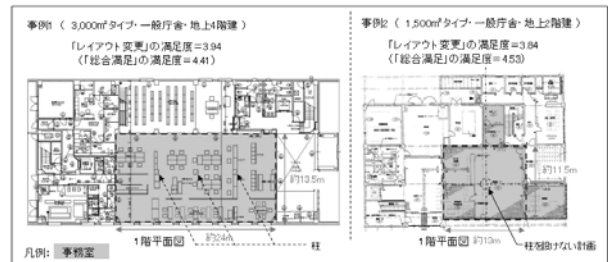 事例1 ( 3,000㎡タイプ・一般庁舎・地上4階建 )
「レイアウト変更」の満足度=3.94
(「総合満足」の満足度=4.41)
約13.5m
1階平面図
約24m
柱
凡例: 事務室
事例2 ( 1,500㎡タイプ・一般庁舎・地上2階建 )
「レイアウト変更」の満足度=3.84
(「総合満足」の満足度=4.53)
約11.5m
1階平面図
約13m
柱を設けない計画